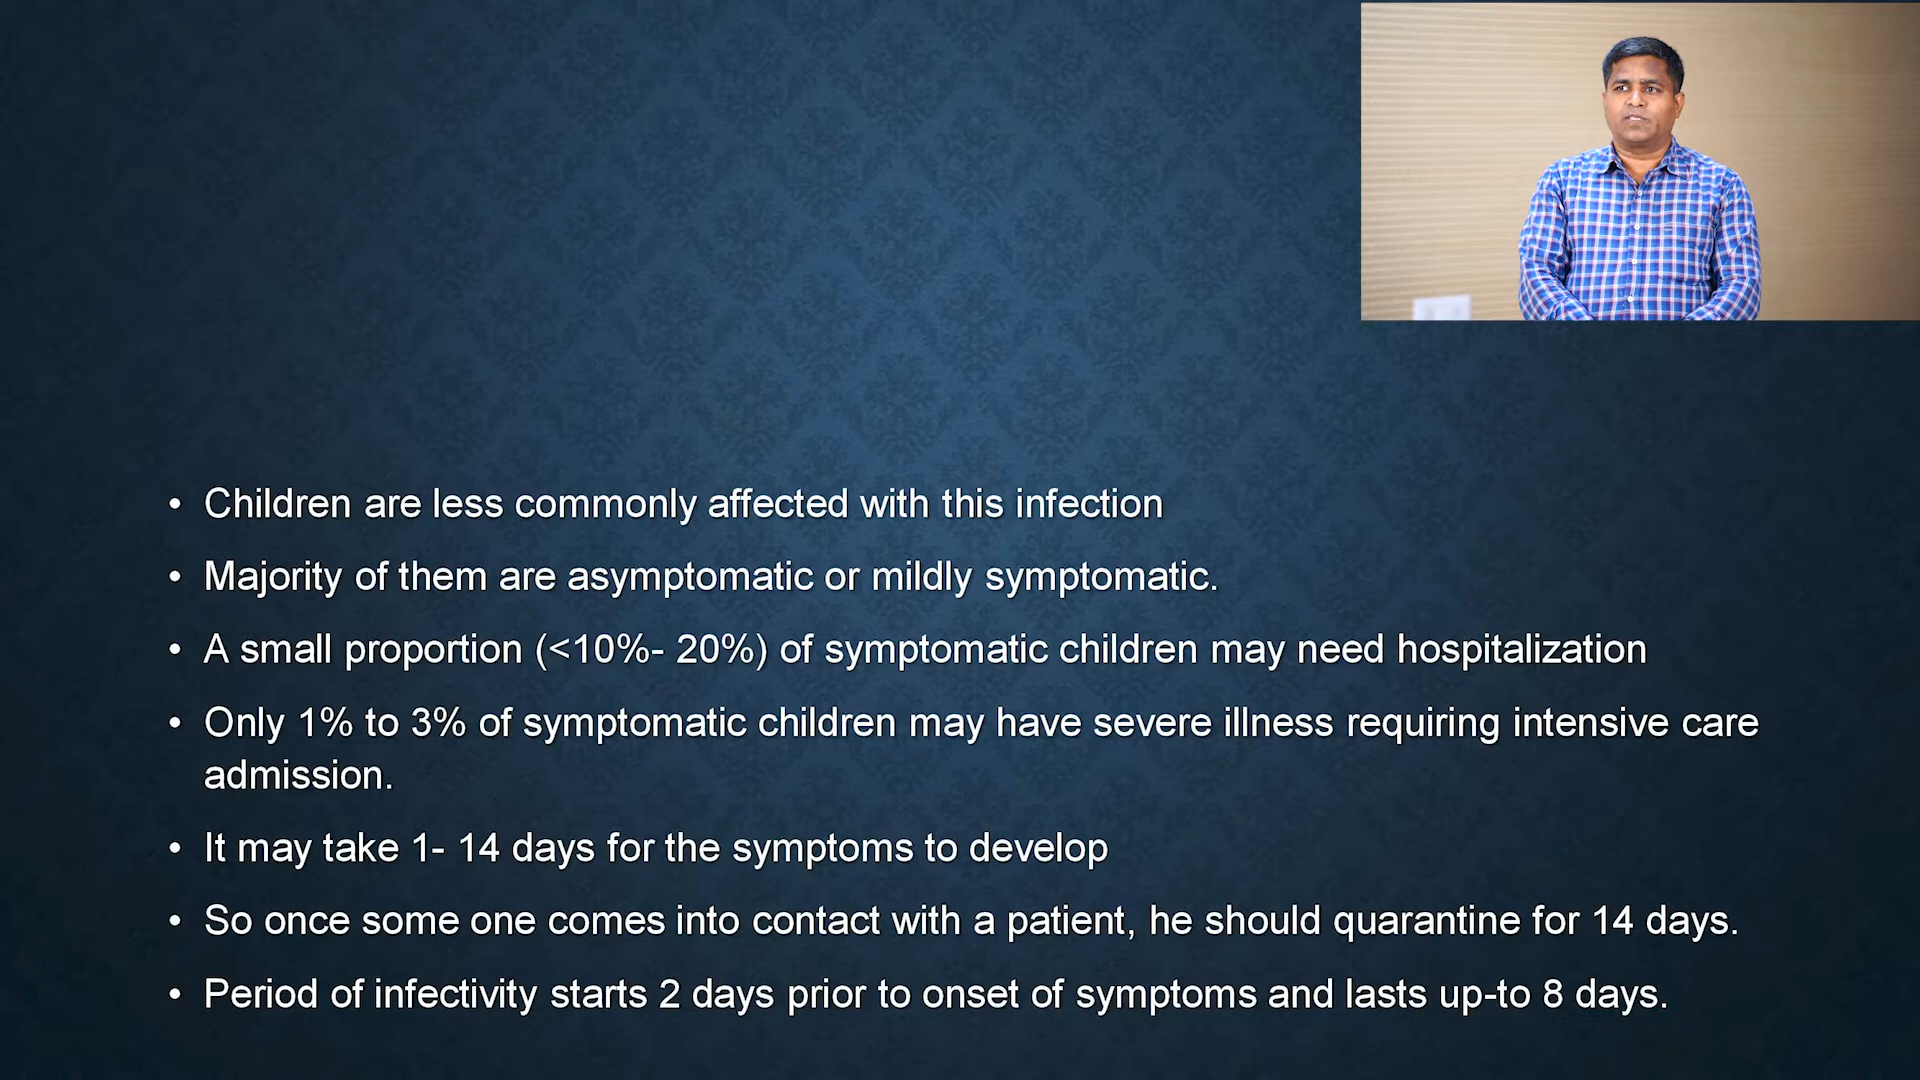 • Children are less commonly affected with this infection
• Majority of them are asymptomatic or mildly symptomatic.
• A small proportion (<10%- 20%) of symptomatic children may need hospitalization
• Only 1% to 3% of symptomatic children may have severe illness requiring intensive care
admission.
• It may take 1- 14 days for the symptoms to develop
• So once some one comes into contact with a patient, he should quarantine for 14 days.
• Period of infectivity starts 2 days prior to onset of symptoms and lasts up-to 8 days.